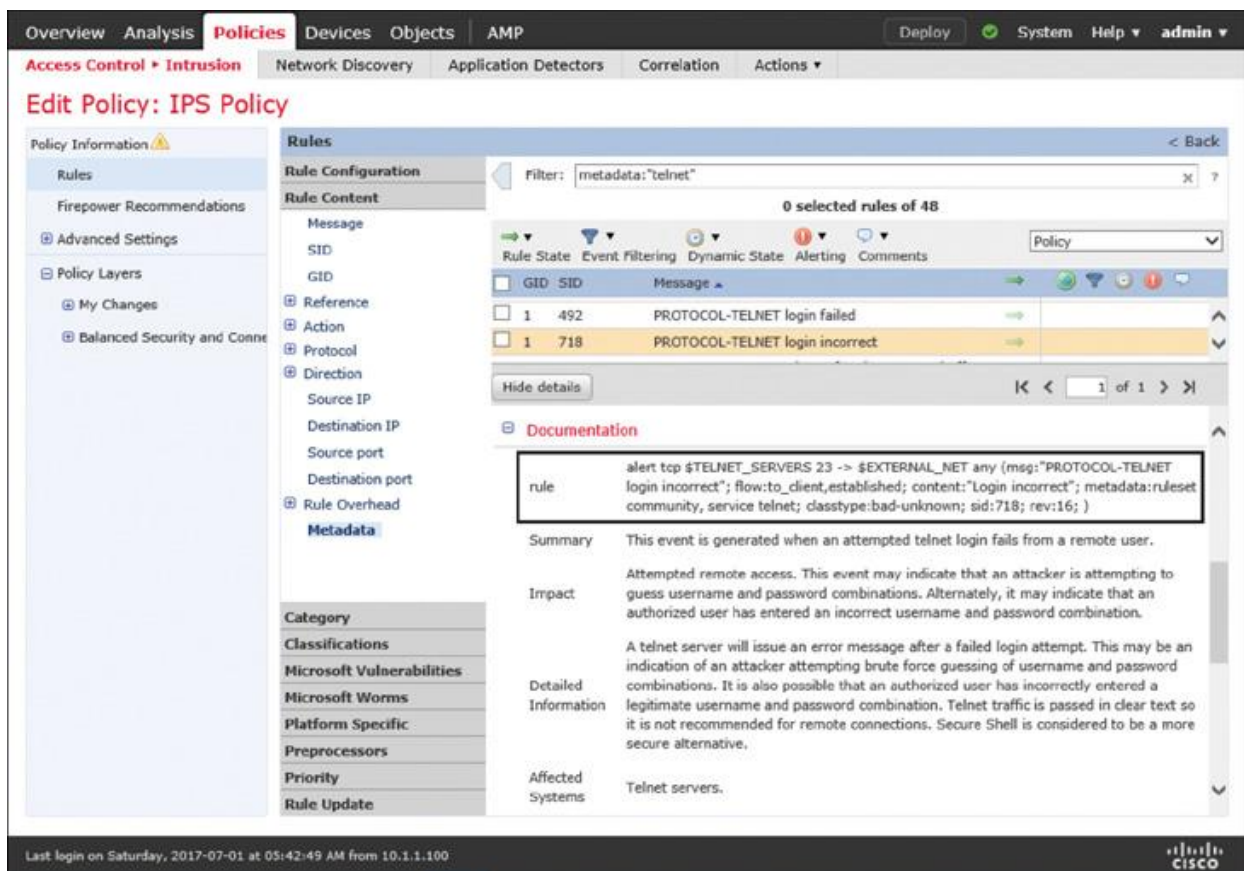 Overview Analysis Policies Devices Objects AMP Deploy System Help admin
Access Control Intrusion Network Discovery Application Detectors Correlation Actions
Edit Policy: IPS Policy
Policy Information
Rules
Firepower Recommendations
Advanced Settings
Policy Layers
My Changes
Balanced Security and Conne
Rules < Back
Rule Configuration
Rule Content
Message
SID
GID
Reference
Action
Protocol
Direction
Source IP
Destination IP
Source port
Destination port
Rule Overhead
Metadata
Category
Classifications
Microsoft Vulnerabilities
Microsoft Worms
Platform Specific
Preprocessors
Priority
Rule Update
Filter: metadata:"telnet" x ?
0 selected rules of 48
Rule State Event Filtering Dynamic State Alerting Comments
Policy
GID SID Message
1 492 PROTOCOL-TELNET login failed
1 718 PROTOCOL-TELNET login incorrect
Hide details 1 of 1
Documentation
rule
alert tcp $TELNET_SERVERS 23 -> $EXTERNAL_NET any (msg:"PROTOCOL-TELNET
login incorrect"; flow:to_client,established; content:"Login incorrect"; metadata:ruleset
community, service telnet; classtype:bad-unknown; sid:718; rev:16; )
Summary
This event is generated when an attempted telnet login fails from a remote user.
Impact
Attempted remote access. This event may indicate that an attacker is attempting to
guess username and password combinations. Alternately, it may indicate that an
authorized user has entered an incorrect username and password combination.
Detailed
Information
A telnet server will issue an error message after a failed login attempt. This may be an
indication of an attacker attempting brute force guessing of username and password
combinations. It is also possible that an authorized user has incorrectly entered a
legitimate username and password combination. Telnet traffic is passed in clear text so
it is not recommended for remote connections. Secure Shell is considered to be a more
secure alternative.
Affected
Systems
Telnet servers.
Last login on Saturday, 2017-07-01 at 05:42:49 AM from 10.1.1.100
CISCO